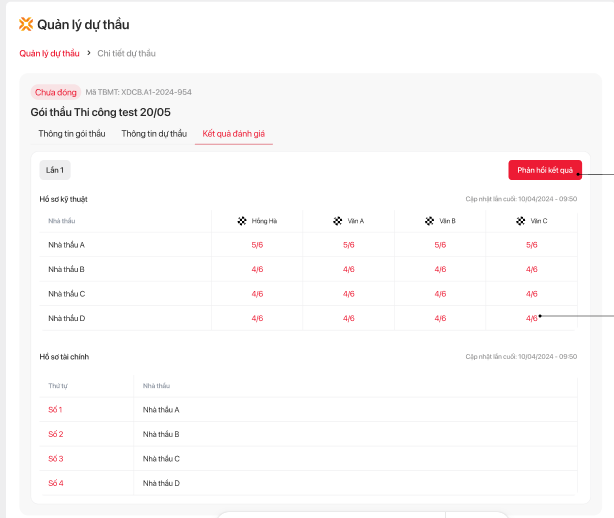 Quản lý dự thầu
Quản lý dự thầu > Chi tiết dự thầu
Chưa đóng Mã TBMT: XDCB.A1-2024-954
Gói thầu Thi công test 20/05
Thông tin gói thầu Thông tin dự thầu Kết quả đánh giá
Lần 1 Phản hồi kết quả
Hồ sơ kỹ thuật Cập nhật lần cuối: 10/04/2024 - 09:50
Nhà thầu Hồng Hà Văn A Văn B Văn C
Nhà thầu A 5/6 5/6 5/6 5/6
Nhà thầu B 4/6 4/6 4/6 4/6
Nhà thầu C 4/6 4/6 4/6 4/6
Nhà thầu D 4/6 4/6 4/6 4/6
Hồ sơ tài chính Cập nhật lần cuối: 10/04/2024 - 09:50
Thứ tự Nhà thầu
Số 1 Nhà thầu A
Số 2 Nhà thầu B
Số 3 Nhà thầu C
Số 4 Nhà thầu D